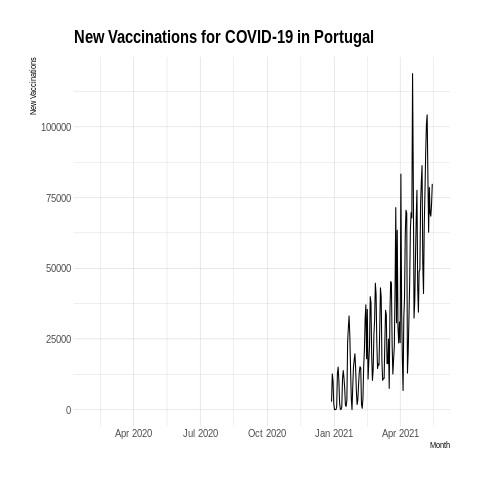 New Vaccinations for COVID-19 in Portugal
New Vaccinations
100000
75000
50000
25000
0
Apr 2020 Jul 2020 Oct 2020 Jan 2021 Apr 2021
Month